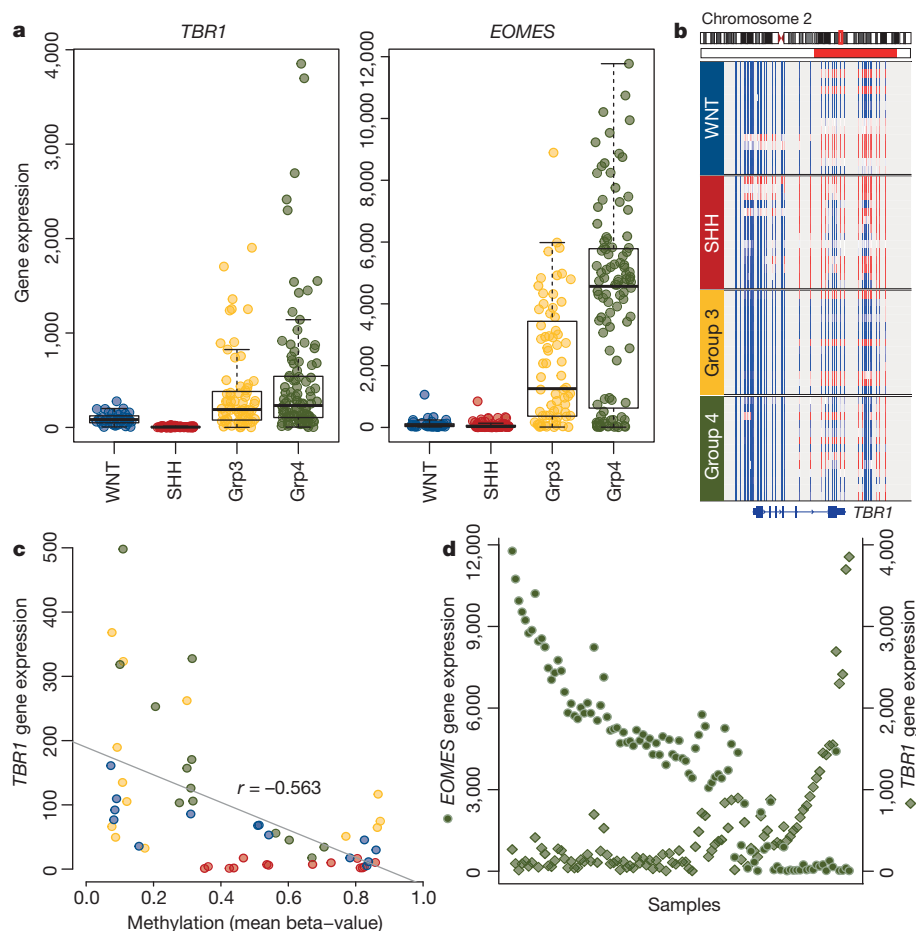 a
TBR1
EOMES
Gene expression
4,000
3,000
2,000
1,000
0
12,000
10,000
8,000
6,000
4,000
2,000
0
WNT
SHH
Grp3
Grp4
WNT
SHH
Grp3
Grp4
b
Chromosome 2
WNT
SHH
Group 3
Group 4
TBR1
c
TBR1 gene expression
500
400
300
200
100
0
r = −0.563
0.0 0.2 0.4 0.6 0.8 1.0
Methylation (mean beta–value)
d
EOMES gene expression
12,000
9,000
6,000
3,000
0
4,000
3,000
2,000
1,000
0
TBR1 gene expression
Samples